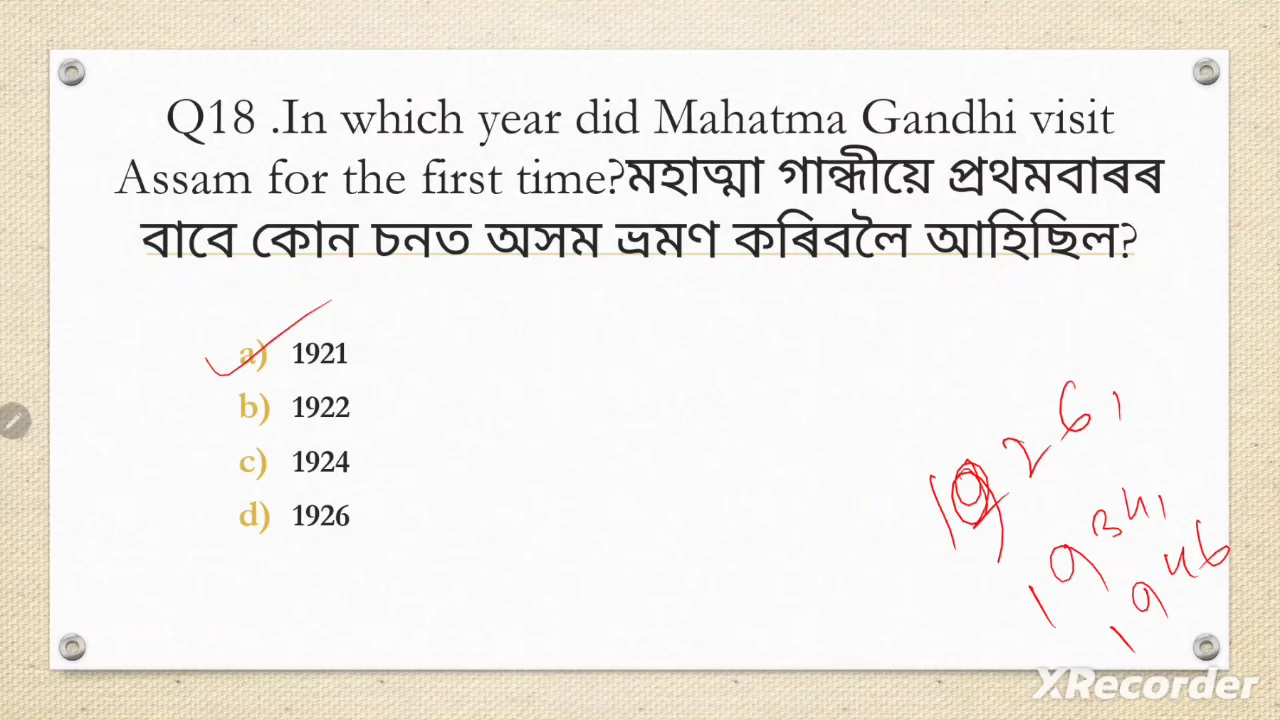 Q18 .In which year did Mahatma Gandhi visit
Assam for the first time?মহাত্মা গান্ধীয়ে প্ৰথমবাৰৰ
বাবে কোন চনত অসম ভ্ৰমণ কৰিবলৈ আহিছিল?
a) 1921
b) 1922
c) 1924
d) 1926
1926,
1934,
1946
XRecorder